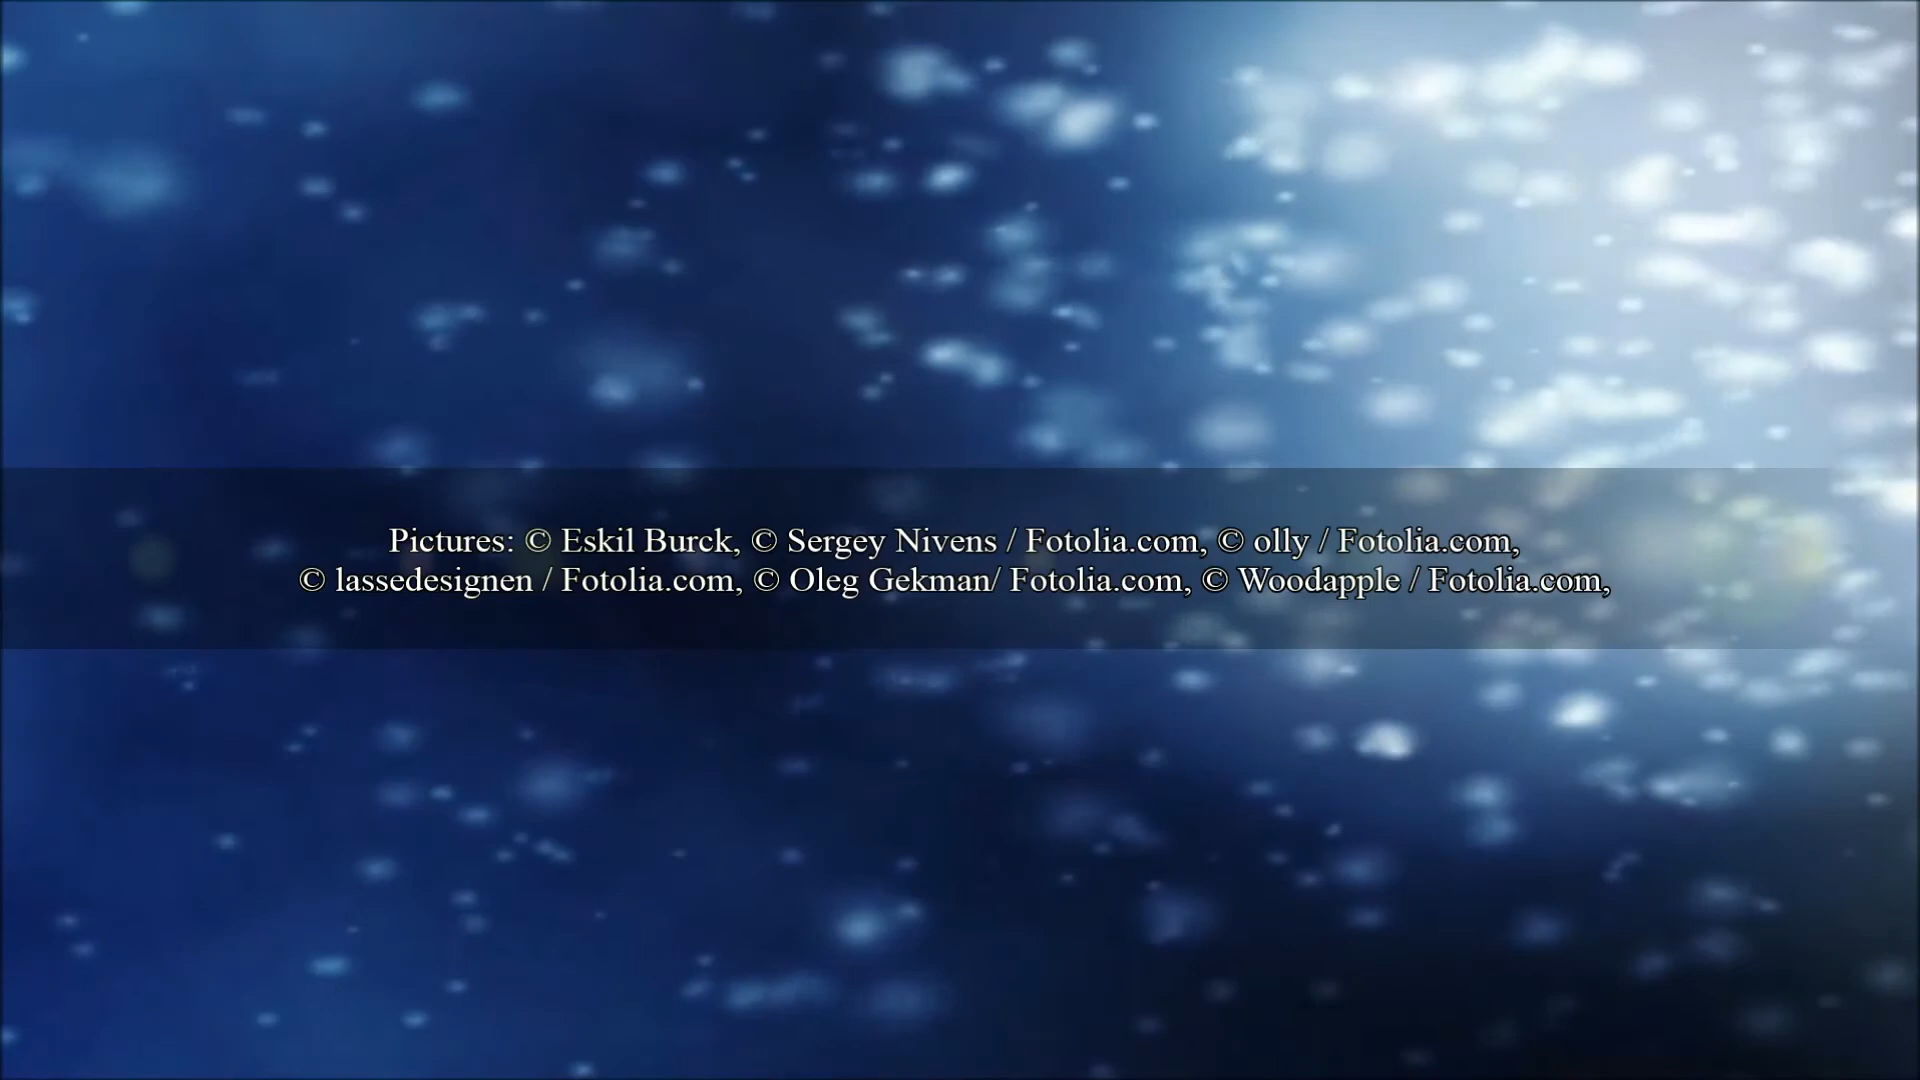 Pictures: © Eskil Burck, © Sergey Nivens / Fotolia.com, © olly / Fotolia.com,
© lassedesignen / Fotolia.com, © Oleg Gekman/ Fotolia.com, © Woodapple / Fotolia.com,